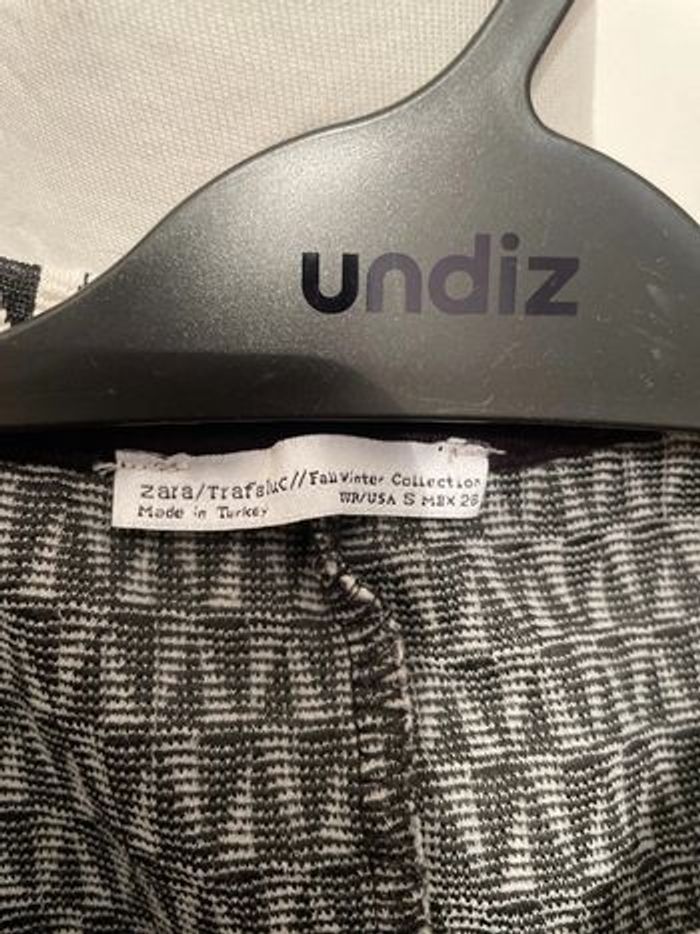 undiz
zara/Trafaluc//Fall Winter Collection
Made in Turkey EUR/USA S MEX 26